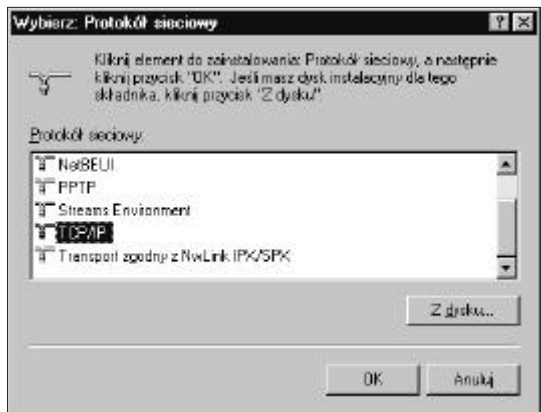 Wybierz: Protokół sieciowy
Kliknij element do zainstalowania: Protokół sieciowy, a następnie
kliknij przycisk "OK". Jeśli masz dysk instalacyjny dla tego
składnika, kliknij przycisk "Z dysku".
Protokół sieciowy:
NetBEUI
PPTP
Streams Environment
TCP/IP
Transport zgodny z NwLink IPX/SPX
Z dysku...
OK
Anuluj